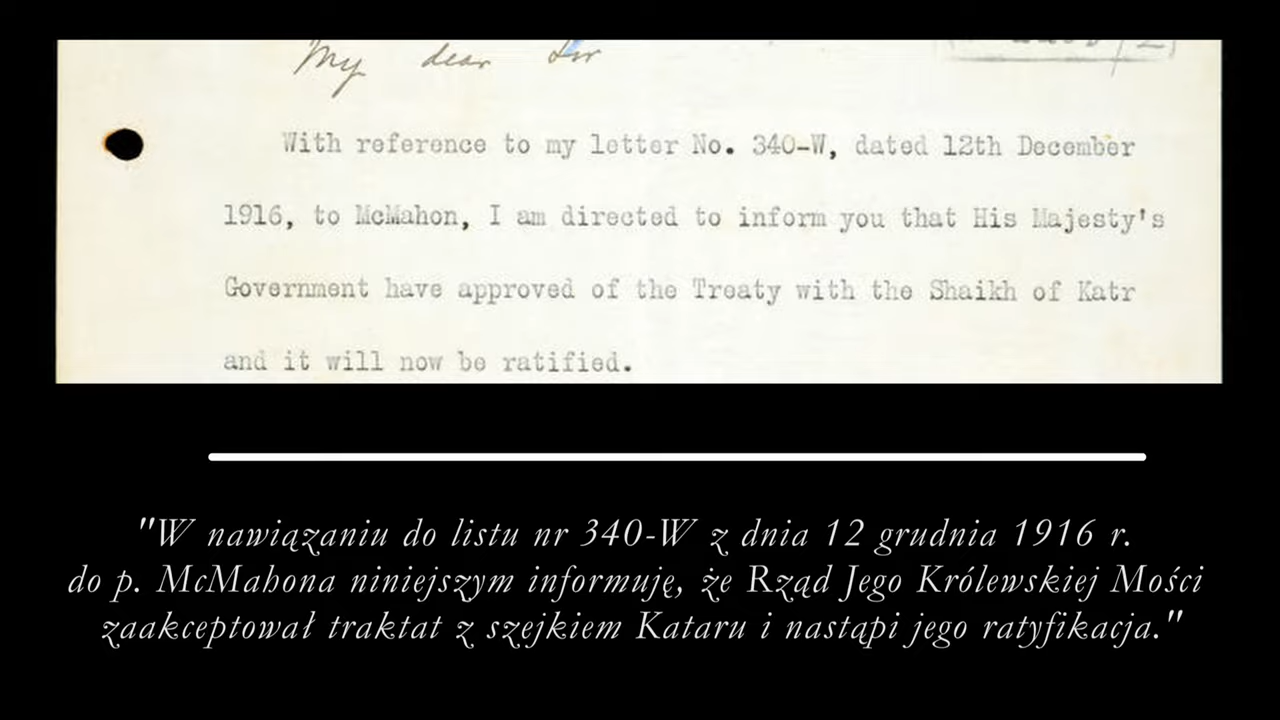 My dear Sir
With reference to my letter No. 340-W, dated 12th December
1916, to McMahon, I am directed to inform you that His Majesty's
Government have approved of the Treaty with the Shaikh of Katr
and it will now be ratified.
"W nawiązaniu do listu nr 340-W z dnia 12 grudnia 1916 r.
do p. McMahona niniejszym informuję, że Rząd Jego Królewskiej Mości
zaakceptował traktat z szejkiem Kataru i nastąpi jego ratyfikacja."